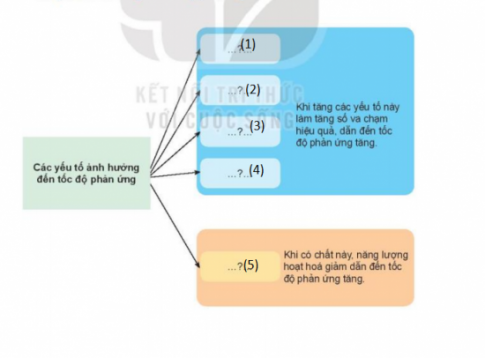 ...?...(1)
...?(2)
...?...(3)
...?...(4)
KẾT NỐI TRI THỨC
VỚI CUỘC SỐNG
Khi tăng các yếu tố này
làm tăng số va chạm
hiệu quả, dẫn đến tốc
độ phản ứng tăng.
Các yếu tố ảnh hưởng
đến tốc độ phản ứng
...?(5)
Khi có chất này, năng lượng
hoạt hoá giảm dẫn đến tốc
độ phản ứng tăng.